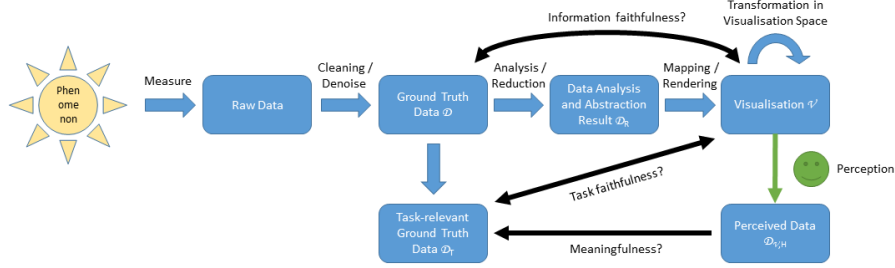 Information faithfulness?
Transformation in
Visualisation Space
Phen
ome
non
Measure
Raw Data
Cleaning /
Denoise
Ground Truth
Data 𝒟
Analysis /
Reduction
Data Analysis
and Abstraction
Result 𝒟R
Mapping /
Rendering
Visualisation 𝒱
Perception
Task faithfulness?
Task-relevant
Ground Truth
Data 𝒟T
Meaningfulness?
Perceived Data
𝒟𝒱,H